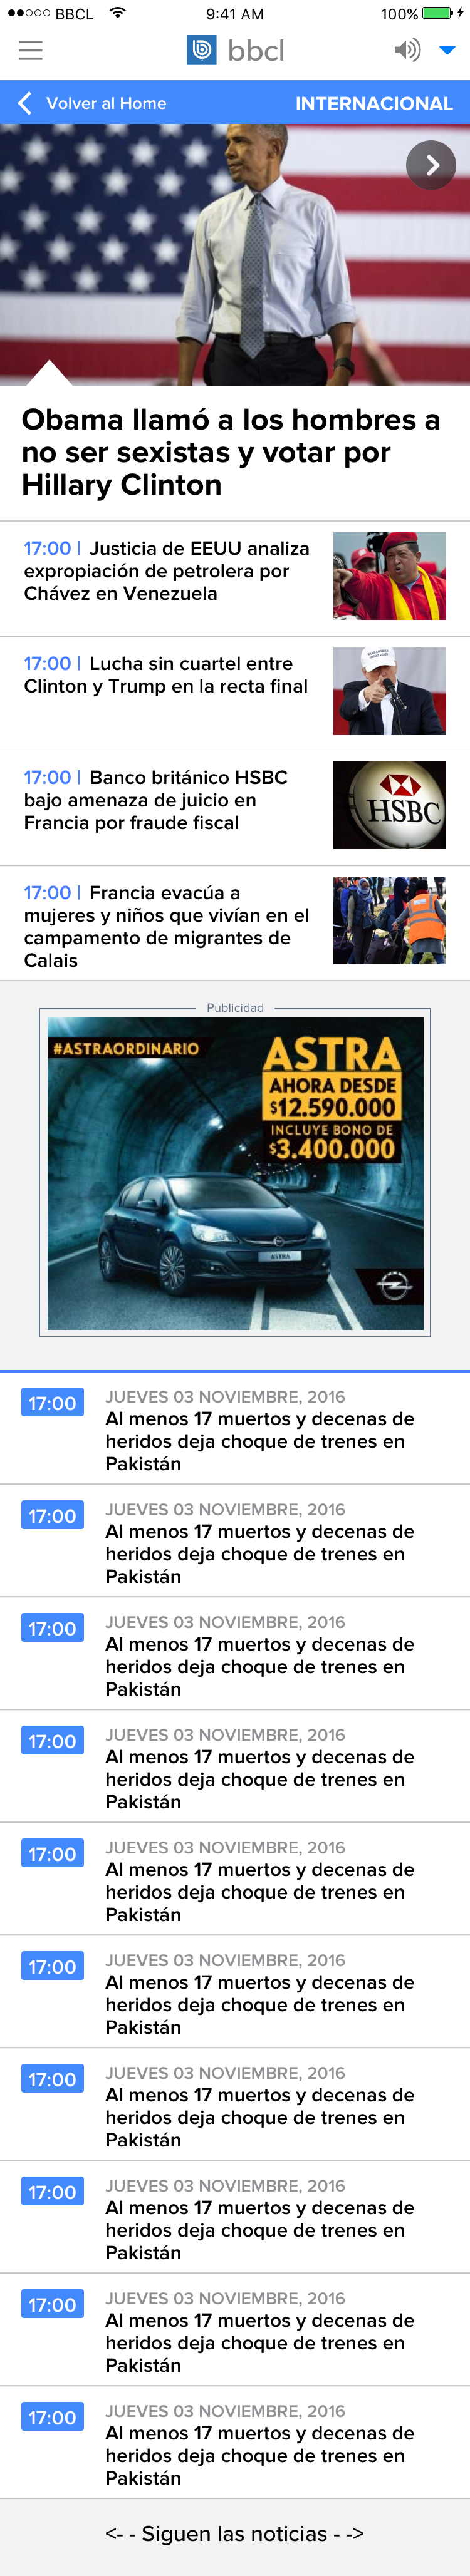 BBCL 9:41 AM 100%
bbcl
Volver al Home INTERNACIONAL
Obama llamó a los hombres a
no ser sexistas y votar por
Hillary Clinton
17:00 | Justicia de EEUU analiza
expropiación de petrolera por
Chávez en Venezuela
17:00 | Lucha sin cuartel entre
Clinton y Trump en la recta final
17:00 | Banco británico HSBC
bajo amenaza de juicio en
Francia por fraude fiscal
HSBC
17:00 | Francia evacúa a
mujeres y niños que vivían en el
campamento de migrantes de
Calais
Publicidad
#ASTRAORDINARIO
ASTRA
AHORA DESDE
$12.590.000
INCLUYE BONO DE
$3.400.000
ASTRA
17:00 JUEVES 03 NOVIEMBRE, 2016
Al menos 17 muertos y decenas de
heridos deja choque de trenes en
Pakistán
17:00 JUEVES 03 NOVIEMBRE, 2016
Al menos 17 muertos y decenas de
heridos deja choque de trenes en
Pakistán
17:00 JUEVES 03 NOVIEMBRE, 2016
Al menos 17 muertos y decenas de
heridos deja choque de trenes en
Pakistán
17:00 JUEVES 03 NOVIEMBRE, 2016
Al menos 17 muertos y decenas de
heridos deja choque de trenes en
Pakistán
17:00 JUEVES 03 NOVIEMBRE, 2016
Al menos 17 muertos y decenas de
heridos deja choque de trenes en
Pakistán
17:00 JUEVES 03 NOVIEMBRE, 2016
Al menos 17 muertos y decenas de
heridos deja choque de trenes en
Pakistán
17:00 JUEVES 03 NOVIEMBRE, 2016
Al menos 17 muertos y decenas de
heridos deja choque de trenes en
Pakistán
17:00 JUEVES 03 NOVIEMBRE, 2016
Al menos 17 muertos y decenas de
heridos deja choque de trenes en
Pakistán
17:00 JUEVES 03 NOVIEMBRE, 2016
Al menos 17 muertos y decenas de
heridos deja choque de trenes en
Pakistán
17:00 JUEVES 03 NOVIEMBRE, 2016
Al menos 17 muertos y decenas de
heridos deja choque de trenes en
Pakistán
<- - Siguen las noticias - ->